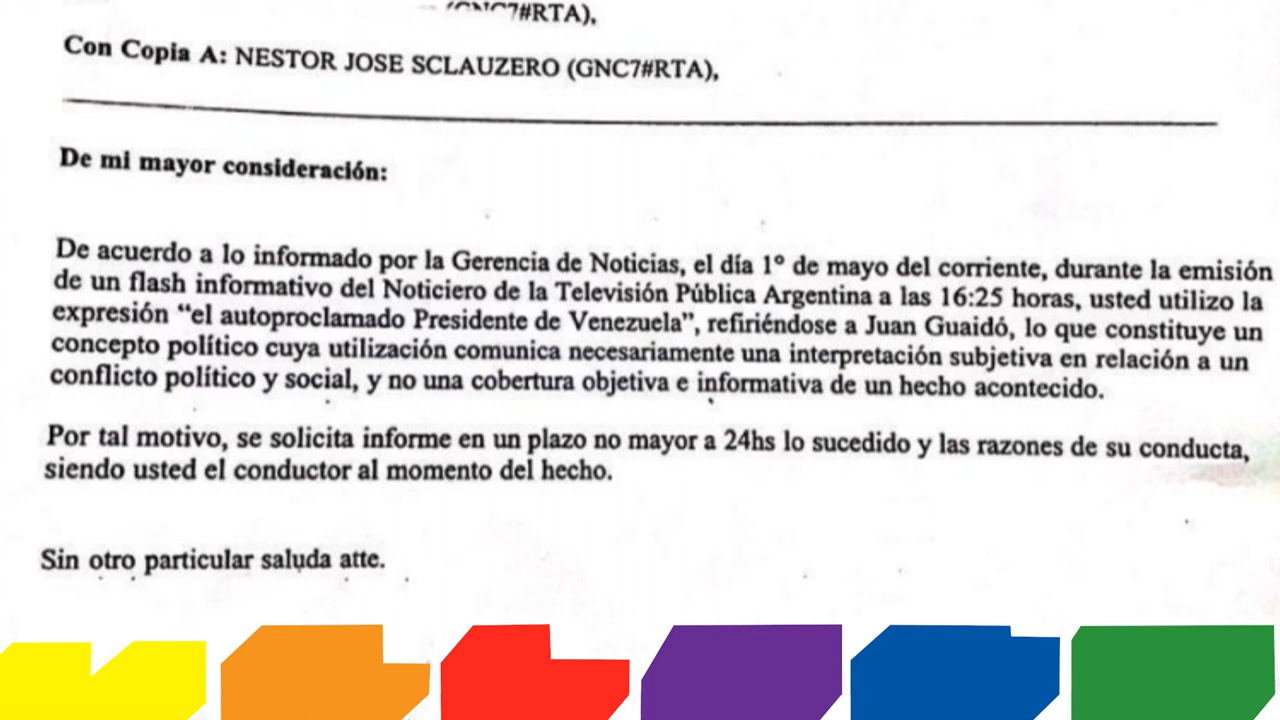 #RTA),
Con Copia A: NESTOR JOSE SCLAUZERO (GNC7#RTA),
De mi mayor consideración:
De acuerdo a lo informado por la Gerencia de Noticias, el día 1° de mayo del corriente, durante la emisión
de un flash informativo del Noticiero de la Televisión Pública Argentina a las 16:25 horas, usted utilizo la
expresión “el autoproclamado Presidente de Venezuela”, refiriéndose a Juan Guaidó, lo que constituye un
concepto político cuya utilización comunica necesariamente una interpretación subjetiva en relación a un
conflicto político y social, y no una cobertura objetiva e informativa de un hecho acontecido.
Por tal motivo, se solicita informe en un plazo no mayor a 24hs lo sucedido y las razones de su conducta,
siendo usted el conductor al momento del hecho.
Sin otro particular saluda atte.